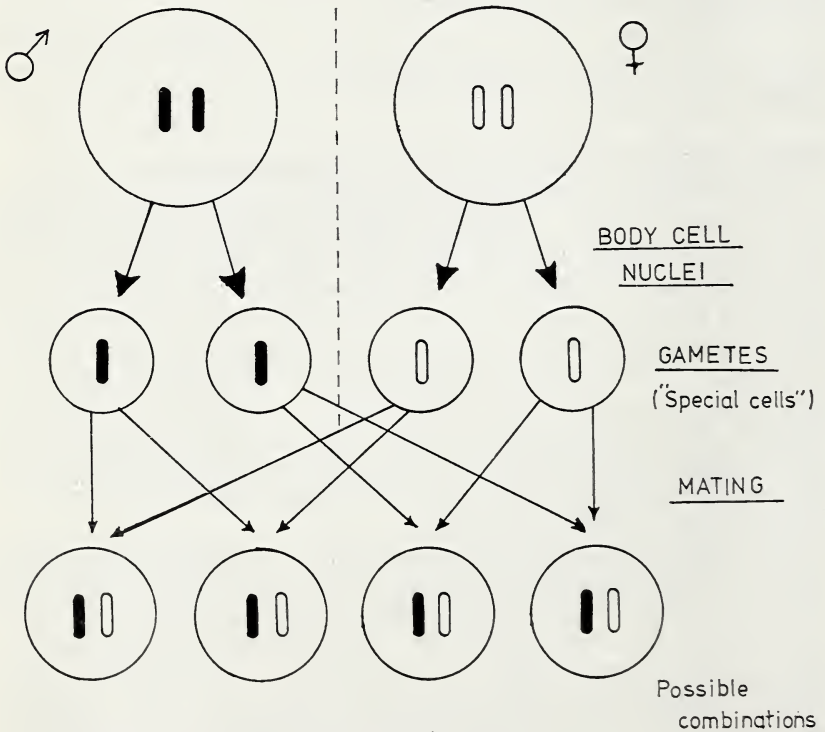 BODY CELL
NUCLEI
GAMETES
("Special cells")
MATING
Possible
combinations